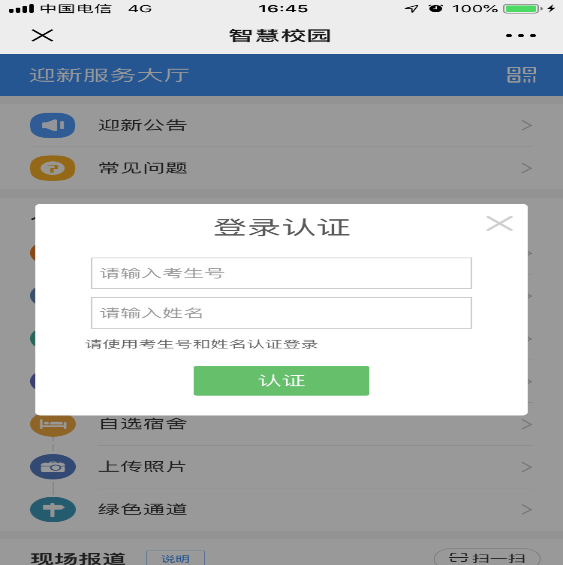 中国电信 4G 16:45 100%
智慧校园
迎新服务大厅
迎新公告
常见问题
登录认证
请输入考生号
请输入姓名
请使用考生号和姓名认证登录
认证
自选宿舍
上传照片
绿色通道
现场报道 说明 扫一扫